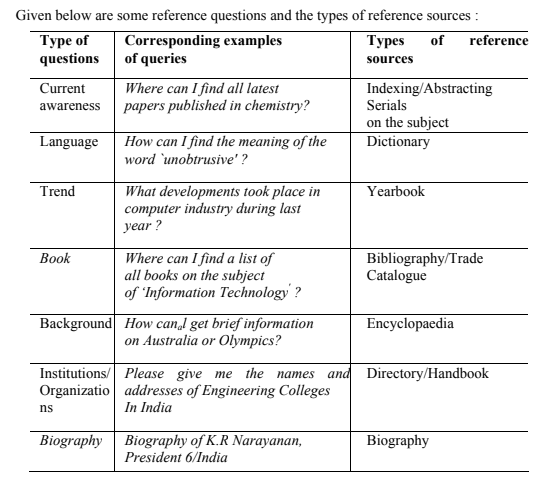 Given below are some reference questions and the types of reference sources :
Type of questions | Corresponding examples of queries | Types of reference sources
Current awareness | Where can I find all latest papers published in chemistry? | Indexing/Abstracting Serials on the subject
Language | How can I find the meaning of the word `unobtrusive' ? | Dictionary
Trend | What developments took place in computer industry during last year ? | Yearbook
Book | Where can I find a list of all books on the subject of ‘Information Technology' ? | Bibliography/Trade Catalogue
Background | How can,al get brief information on Australia or Olympics? | Encyclopaedia
Institutions/ Organizatio ns | Please give me the names and addresses of Engineering Colleges In India | Directory/Handbook
Biography | Biography of K.R Narayanan, President 6/India | Biography